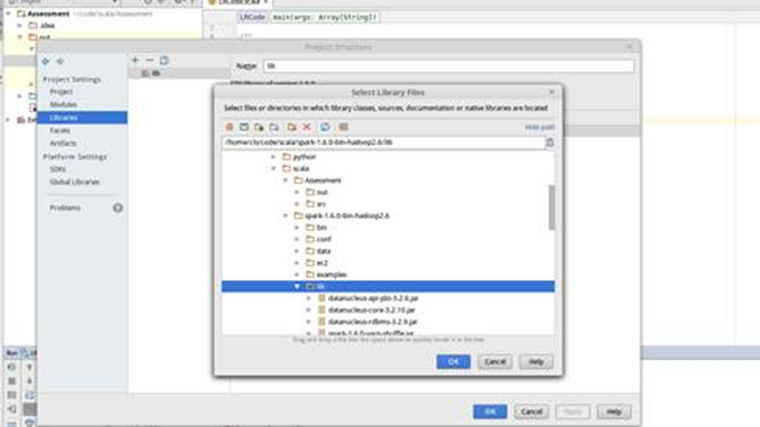 LRCode.scala
Assessment ~/code/scala/Assessment
.idea
out
LRCode main(args: Array[String])
Project Structure
Project Settings
Project
Modules
Libraries
Facets
Artifacts
Platform Settings
SDKs
Global Libraries
Problems
lib
Name: lib
Select Library Files
Select files or directories in which library classes, sources, documentation or native libraries are located
Hide path
/home/cls/code/scala/spark-1.6.0-bin-hadoop2.6/lib
python
scala
Assessment
out
src
spark-1.6.0-bin-hadoop2.6
bin
conf
data
ec2
examples
lib
datanucleus-api-jdo-3.2.6.jar
datanucleus-core-3.2.10.jar
datanucleus-rdbms-3.2.9.jar
spark-1.6.0-yarn-shuffle.jar
Drag and drop a file into the space above to quickly locate it in the tree
OK Cancel Help
OK Cancel Apply Help
Run